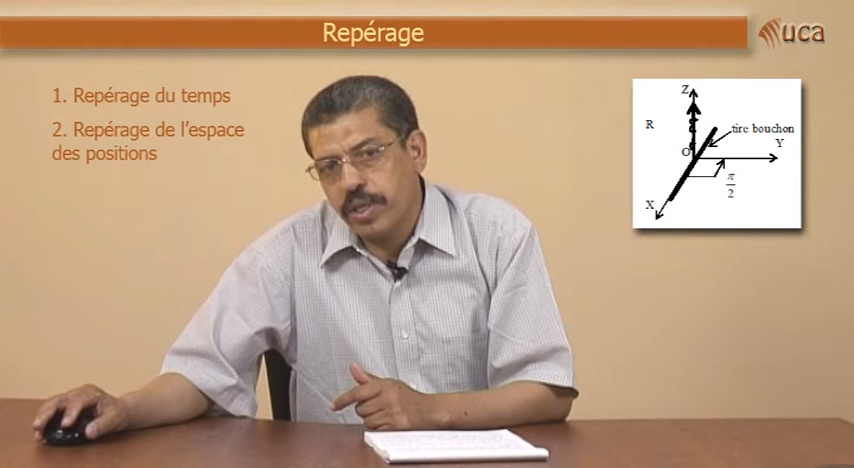 Repérage
uca
1. Repérage du temps
2. Repérage de l'espace
des positions
Z
R
tire bouchon
O
Y
π
2
X